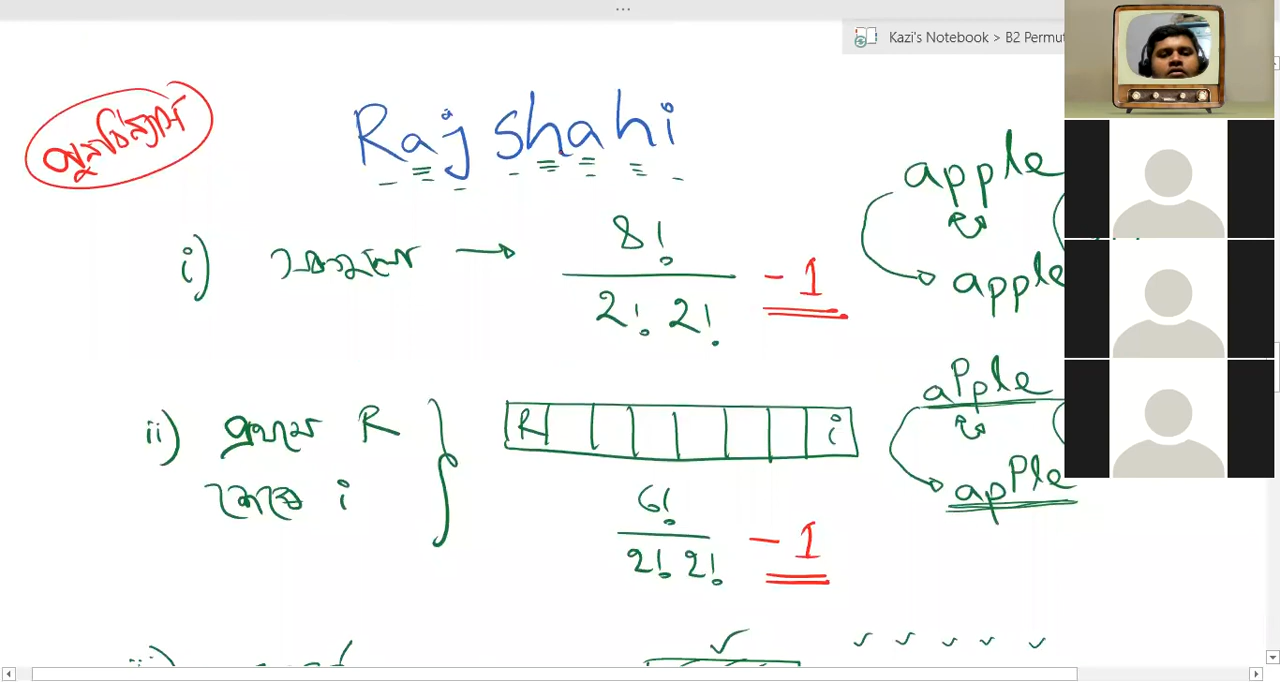 Kazi's Notebook > B2 Permut
পুনর্বিন্যাস
Rajshahi
apple
apple
i) → 8! / 2! 2! - 1
ii) প্রথমে R
শেষে i
R i
6! / 2! 2! - 1
aPple
apPle